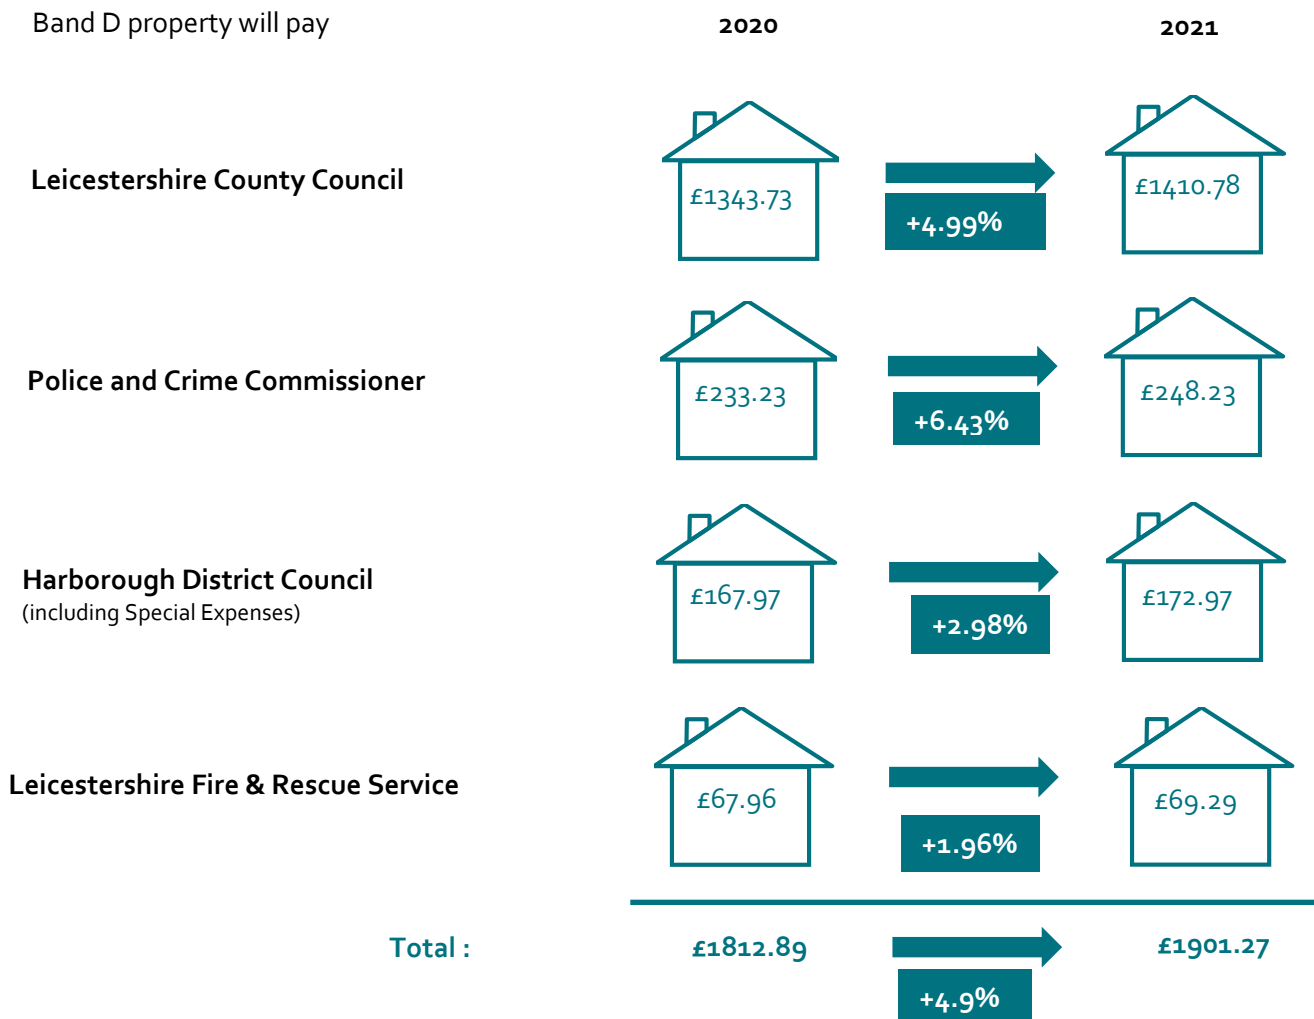 Band D property will pay 2020 2021
Leicestershire County Council £1343.73 +4.99% £1410.78
Police and Crime Commissioner £233.23 +6.43% £248.23
Harborough District Council £167.97 +2.98% £172.97
(including Special Expenses)
Leicestershire Fire & Rescue Service £67.96 +1.96% £69.29
Total : £1812.89 +4.9% £1901.27